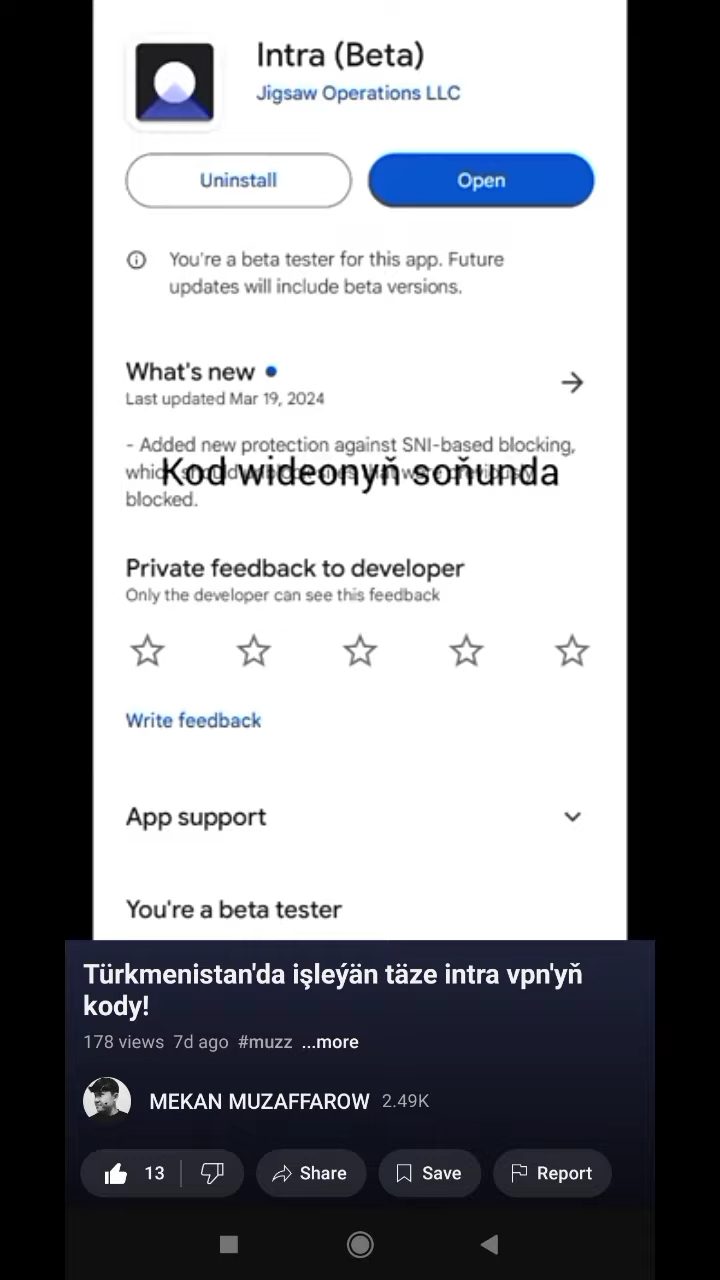 Intra (Beta)
Jigsaw Operations LLC
Uninstall
Open
You're a beta tester for this app. Future
updates will include beta versions.
What's new
Last updated Mar 19, 2024
- Added new protection against SNI-based blocking,
Kod wideonyň soňunda
blocked.
Private feedback to developer
Only the developer can see this feedback
Write feedback
App support
You're a beta tester
Türkmenistan'da işleýän täze intra vpn'yň
kody!
178 views 7d ago #muzz ...more
MEKAN MUZAFFAROW 2.49K
13
Share
Save
Report